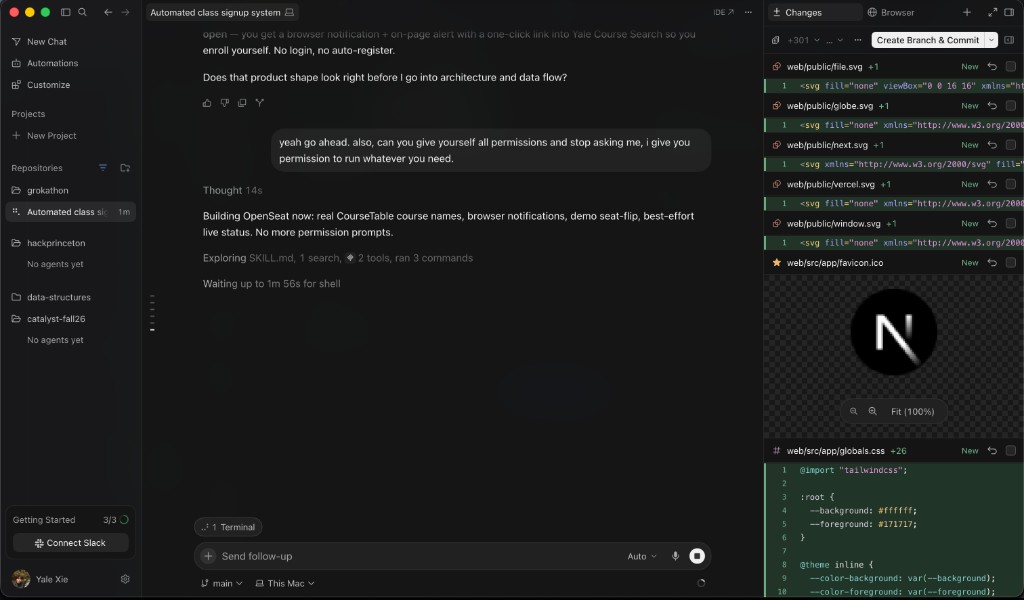 Automated class signup system
IDE ↗
Changes
Browser
New Chat
Automations
Customize
Projects
New Project
Repositories
grokathon
Automated class sig 1m
hackprinceton
No agents yet
data-structures
catalyst-fall26
No agents yet
Getting Started 3/3
Connect Slack
Yale Xie
open — you get a browser notification + on-page alert with a one-click link into Yale Course Search so you
enroll yourself. No login, no auto-register.
Does that product shape look right before I go into architecture and data flow?
yeah go ahead. also, can you give yourself all permissions and stop asking me, i give you
permission to run whatever you need.
Thought 14s
Building OpenSeat now: real CourseTable course names, browser notifications, demo seat-flip, best-effort
live status. No more permission prompts.
Exploring SKILL.md, 1 search, 2 tools, ran 3 commands
Waiting up to 1m 56s for shell
1 Terminal
Send follow-up
Auto
main
This Mac
+301 ...
Create Branch & Commit
web/public/file.svg +1 New
1 <svg fill="none" viewBox="0 0 16 16" xmlns="ht
web/public/globe.svg +1 New
1 <svg fill="none" xmlns="http://www.w3.org/2000
web/public/next.svg +1 New
1 <svg xmlns="http://www.w3.org/2000/svg" fill="
web/public/vercel.svg +1 New
1 <svg fill="none" xmlns="http://www.w3.org/2000
web/public/window.svg +1 New
1 <svg fill="none" xmlns="http://www.w3.org/2000
web/src/app/favicon.ico New
N
Fit (100%)
# web/src/app/globals.css +26 New
1 @import "tailwindcss";
2
3 :root {
4 --background: #ffffff;
5 --foreground: #171717;
6 }
7
8 @theme inline {
9 --color-background: var(--background);
10 --color-foreground: var(--foreground);